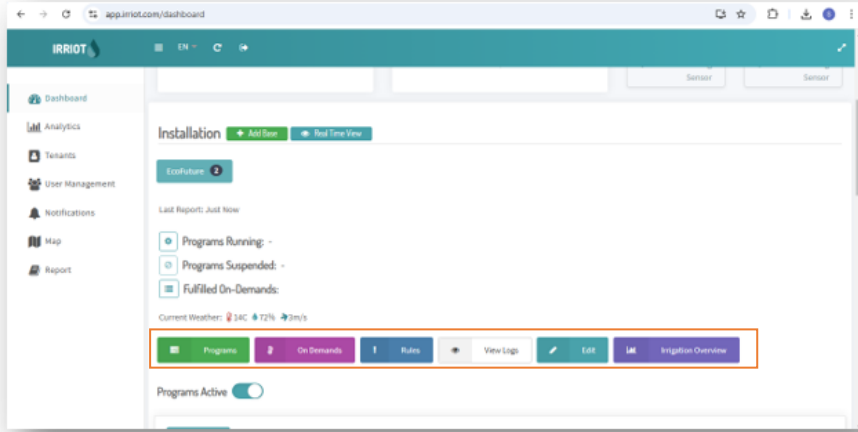 app.irriot.com/dashboard
IRRIOT
EN
Sensor
Sensor
Dashboard
Analytics
Tenants
User Management
Notifications
Map
Report
Installation
+ Add Base
Real Time View
EcoFuture 2
Last Report: Just Now
Programs Running: -
Programs Suspended: -
Fulfilled On-Demands:
Current Weather: 14C 72% 3m/s
Programs
On Demands
Rules
View Logs
Edit
Irrigation Overview
Programs Active